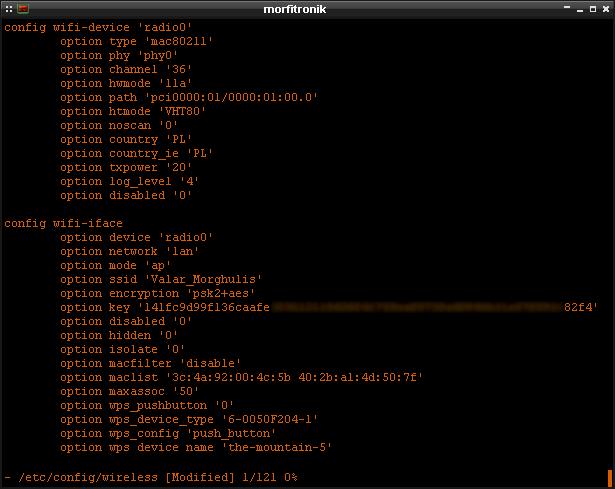 morfitronik
config wifi-device 'radio0'
option type 'mac80211'
option phy 'phy0'
option channel '36'
option hwmode '11a'
option path 'pci0000:01/0000:01:00.0'
option htmode 'VHT80'
option noscan '0'
option country 'PL'
option country_ie 'PL'
option txpower '20'
option log_level '4'
option disabled '0'
config wifi-iface
option device 'radio0'
option network 'lan'
option mode 'ap'
option ssid 'Valar_Morghulis'
option encryption 'psk2+aes'
option key '141fc9d99f136caafe 82f4'
option disabled '0'
option hidden '0'
option isolate '0'
option macfilter 'disable'
option maclist '3c:4a:92:00:4c:5b 40:2b:a1:4d:50:7f'
option maxassoc '50'
option wps_pushbutton '0'
option wps_device_type '6-0050F204-1'
option wps_config 'push_button'
option wps_device_name 'the-mountain-5'
- /etc/config/wireless [Modified] 1/121 0%